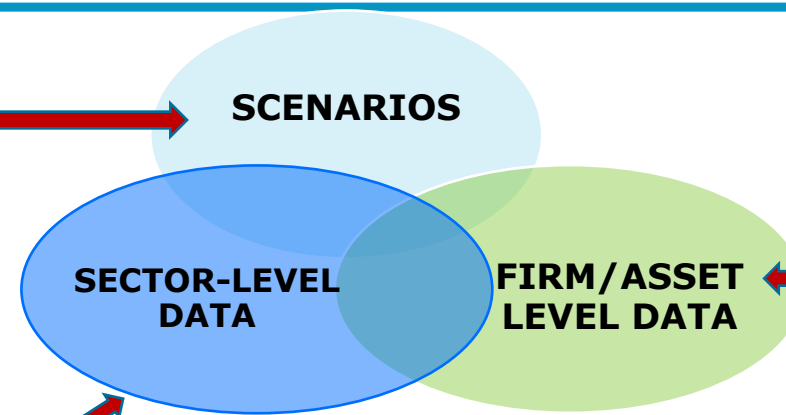 SCENARIOS
SECTOR-LEVEL
DATA
FIRM/ASSET
LEVEL DATA